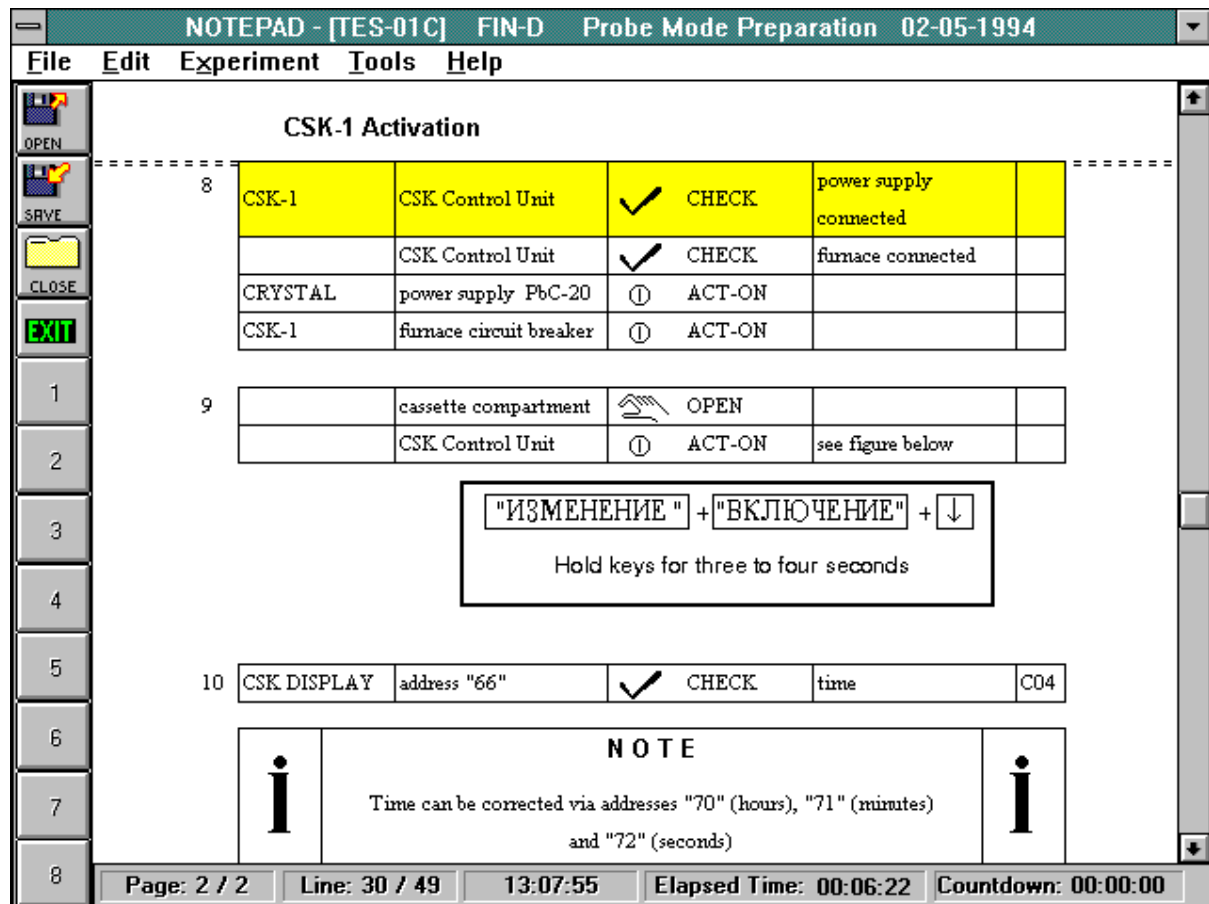 NOTEPAD - [TES-01C] FIN-D Probe Mode Preparation 02-05-1994
File Edit Experiment Tools Help
OPEN
SAVE
CLOSE
EXIT
1
2
3
4
5
6
7
8
CSK-1 Activation
8 CSK-1 CSK Control Unit CHECK power supply connected
CSK Control Unit CHECK furnace connected
CRYSTAL power supply PbC-20 ACT-ON
CSK-1 furnace circuit breaker ACT-ON
9 cassette compartment OPEN
CSK Control Unit ACT-ON see figure below
"ИЗМЕНЕНИЕ " + "ВКЛЮЧЕНИЕ" + ↓
Hold keys for three to four seconds
10 CSK DISPLAY address "66" CHECK time C04
i NOTE i
Time can be corrected via addresses "70" (hours), "71" (minutes)
and "72" (seconds)
Page: 2 / 2 Line: 30 / 49 13:07:55 Elapsed Time: 00:06:22 Countdown: 00:00:00